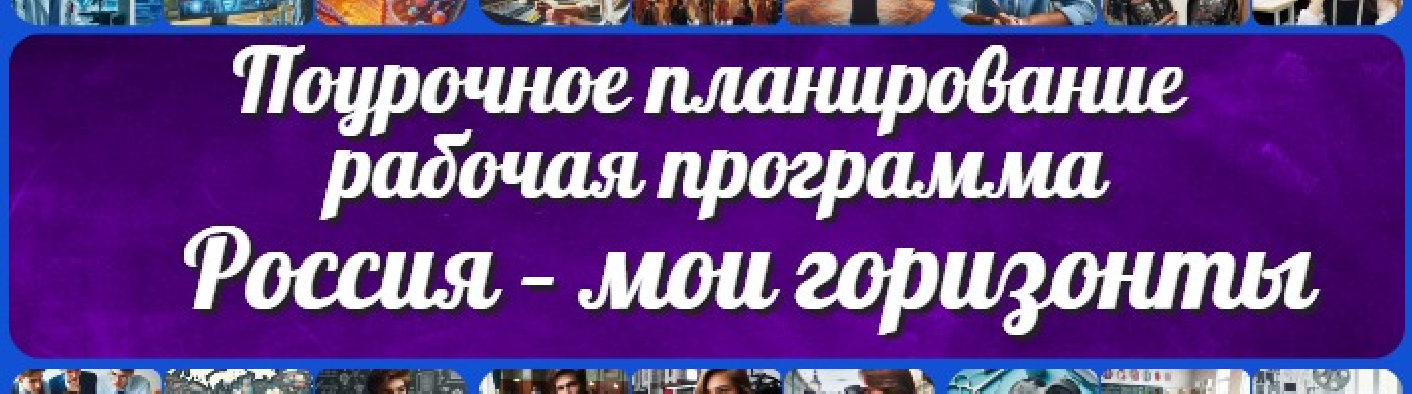 Поурочное планирование
рабочая программа
Россия - мои горизонты